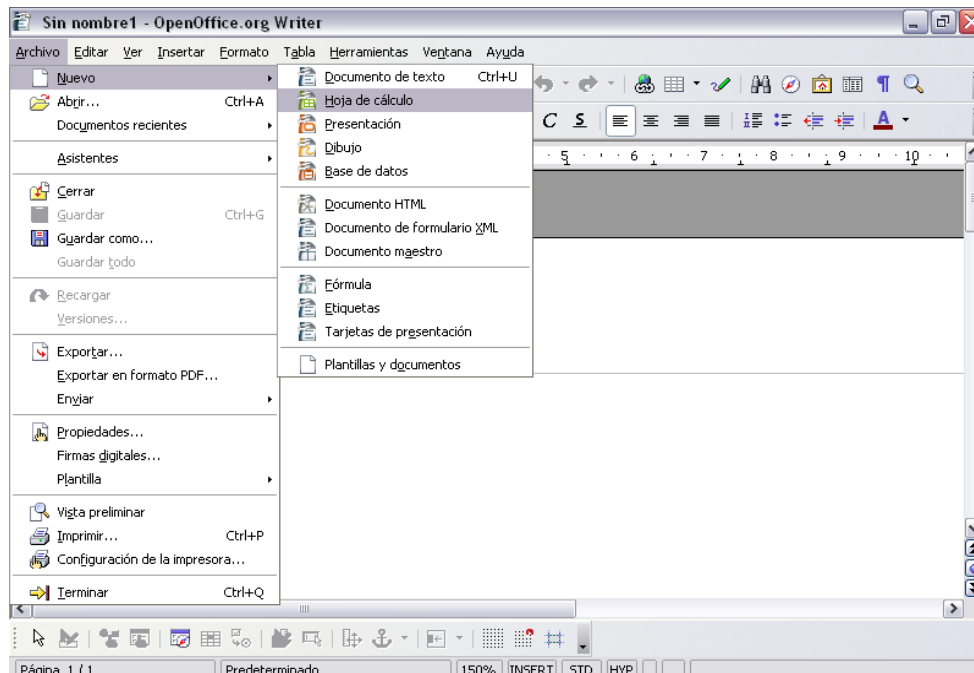 Sin nombre1 - OpenOffice.org Writer
Archivo Editar Ver Insertar Formato Tabla Herramientas Ventana Ayuda
Nuevo
Abrir... Ctrl+A
Documentos recientes
Asistentes
Cerrar
Guardar Ctrl+G
Guardar como...
Guardar todo
Recargar
Versiones...
Exportar...
Exportar en formato PDF...
Enviar
Propiedades...
Firmas digitales...
Plantilla
Vista preliminar
Imprimir... Ctrl+P
Configuración de la impresora...
Terminar Ctrl+Q
Documento de texto Ctrl+U
Hoja de cálculo
Presentación
Dibujo
Base de datos
Documento HTML
Documento de formulario XML
Documento maestro
Fórmula
Etiquetas
Tarjetas de presentación
Plantillas y documentos
C S A
5 6 7 8 9 10
Página 1 / 1 Predeterminado 150% INSERT STD HYP